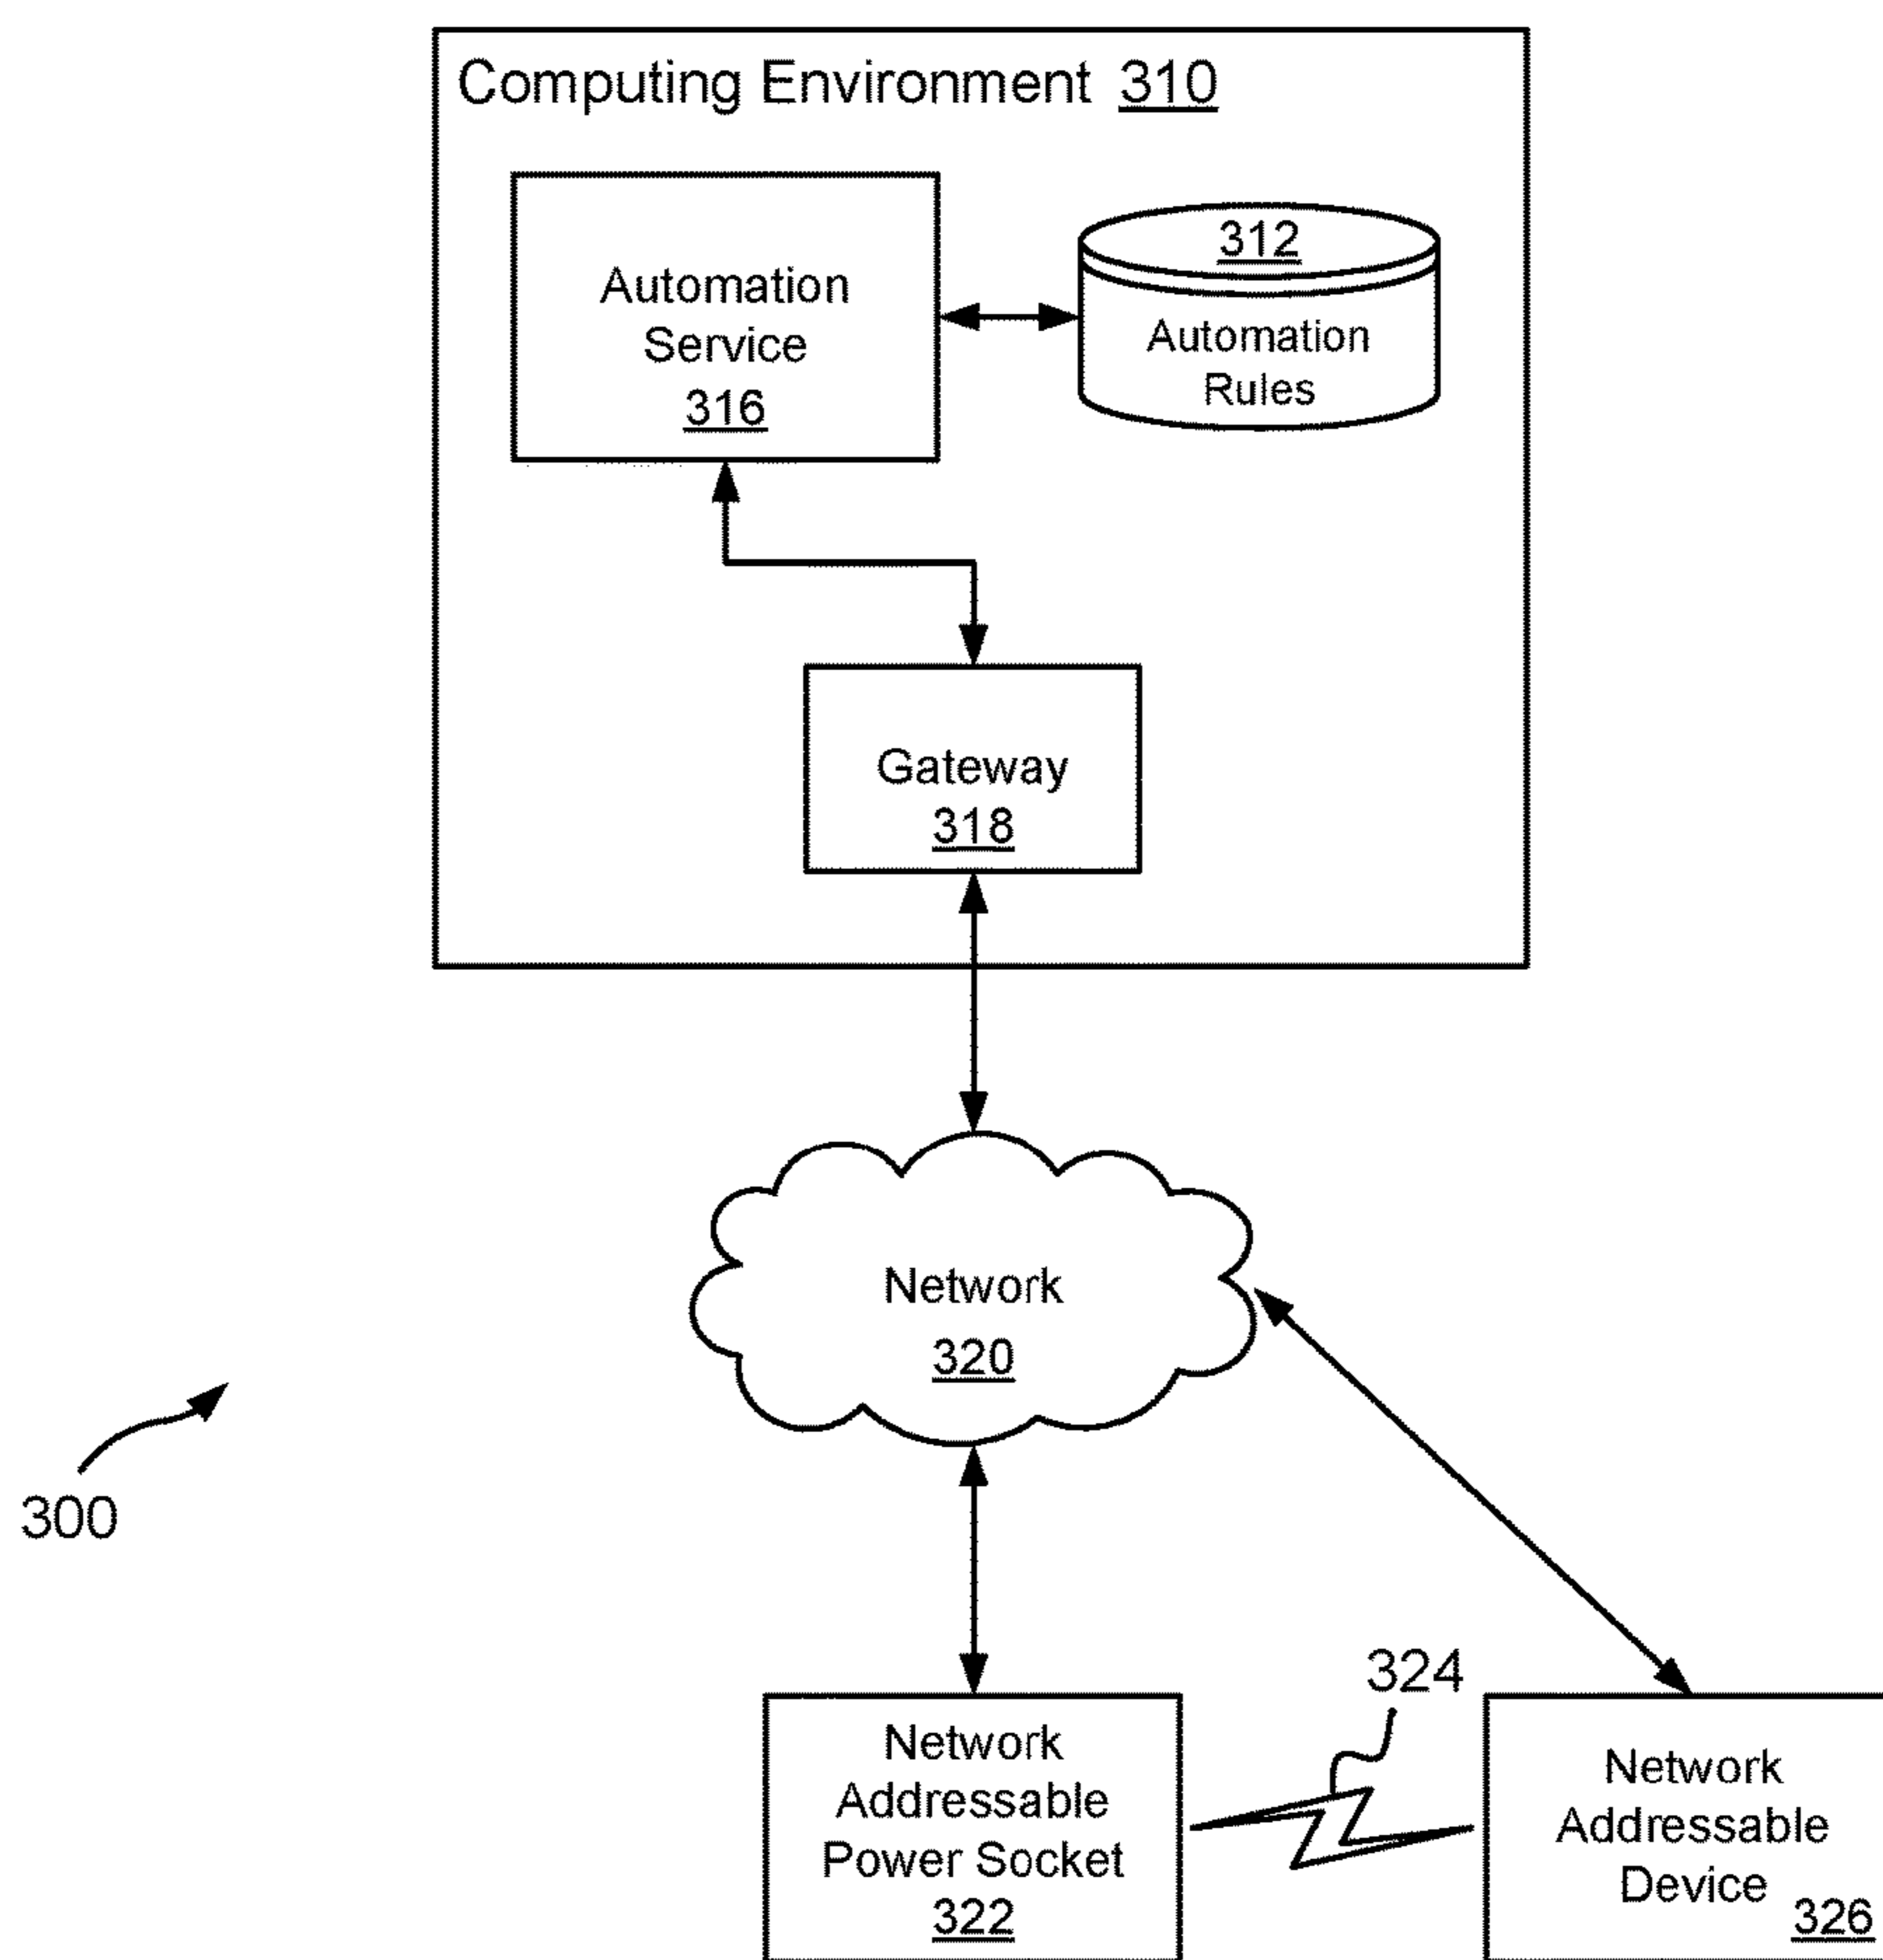 Computing Environment 310
Automation
Service
316
312
Automation
Rules
Gateway
318
Network
320
300
324
Network
Addressable
Power Socket
322
Network
Addressable
Device
326